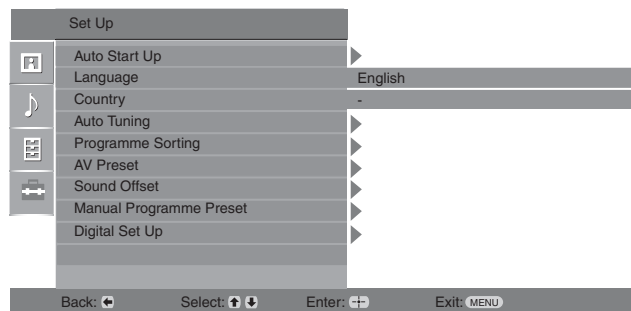 Set Up
Auto Start Up
Language English
Country -
Auto Tuning
Programme Sorting
AV Preset
Sound Offset
Manual Programme Preset
Digital Set Up
Back: Select: Enter: Exit: MENU